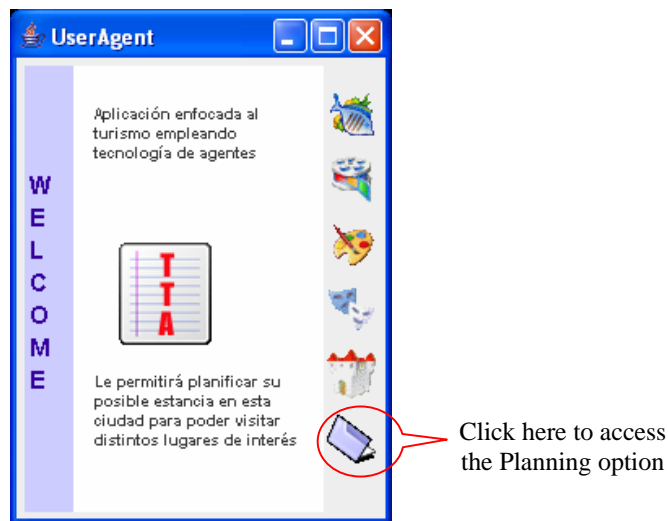 UserAgent
WELCOME
Aplicación enfocada al
turismo empleando
tecnología de agentes
TTA
Le permitirá planificar su
posible estancia en esta
ciudad para poder visitar
distintos lugares de interés
Click here to access
the Planning option